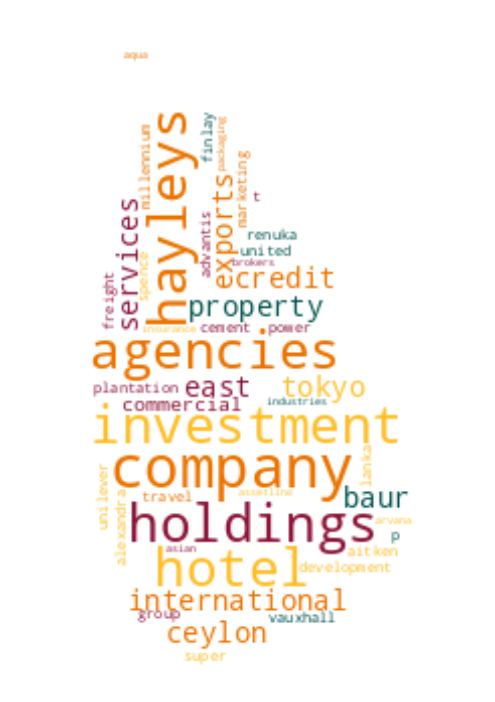 aqua
hayleys
finlay
packaging
millennium
marketing
exports
t
services
advantis
renuka
united
brokers
spence
freight
credit
property
insurance
cement
power
agencies
plantation
east
tokyo
commercial
industries
investment
company
lanka
unilever
alexandra
travel
assetline
baur
holdings
arvana
p
asian
aitken
hotel
development
international
group
vauxhall
ceylon
super